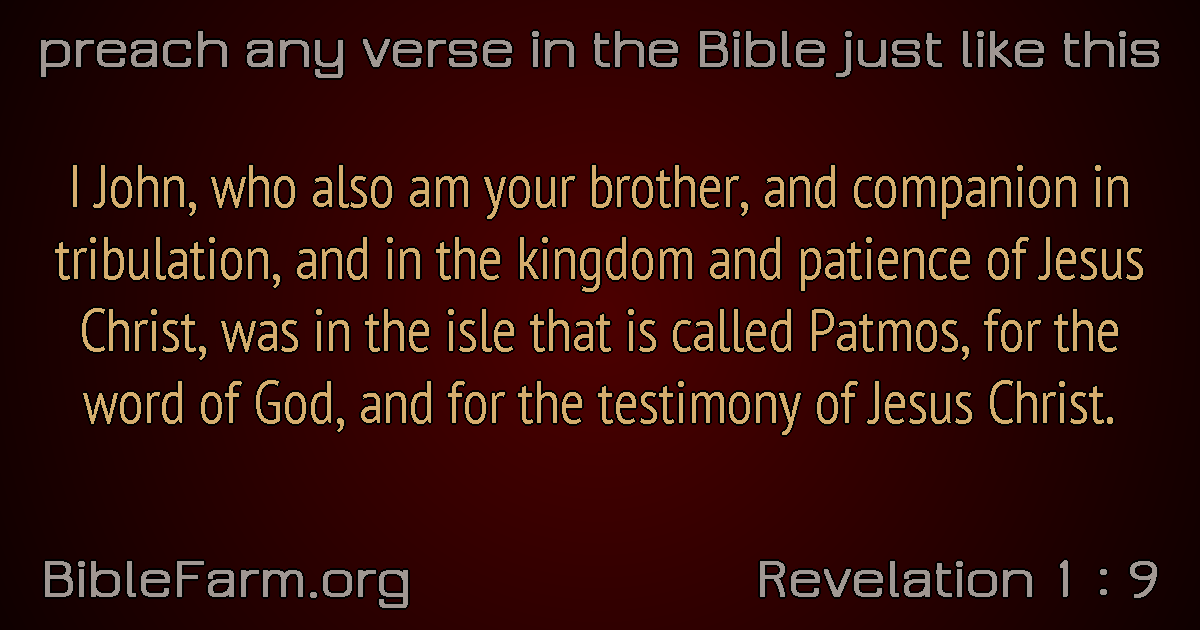 preach any verse in the Bible just like this
I John, who also am your brother, and companion in
tribulation, and in the kingdom and patience of Jesus
Christ, was in the isle that is called Patmos, for the
word of God, and for the testimony of Jesus Christ.
BibleFarm.org
Revelation 1 : 9